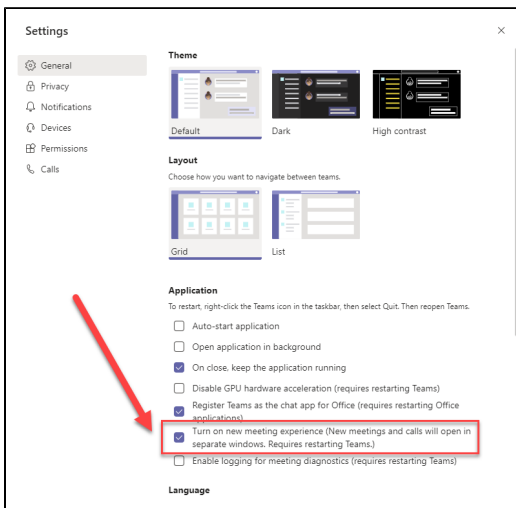 Settings
General
Privacy
Notifications
Devices
Permissions
Calls
Theme
Default
Dark
High contrast
Layout
Choose how you want to navigate between teams.
Grid
List
Application
To restart, right-click the Teams icon in the taskbar, then select Quit. Then reopen Teams.
Auto-start application
Open application in background
On close, keep the application running
Disable GPU hardware acceleration (requires restarting Teams)
Register Teams as the chat app for Office (requires restarting Office
applications)
Turn on new meeting experience (New meetings and calls will open in
separate windows. Requires restarting Teams.)
Enable logging for meeting diagnostics (requires restarting Teams)
Language